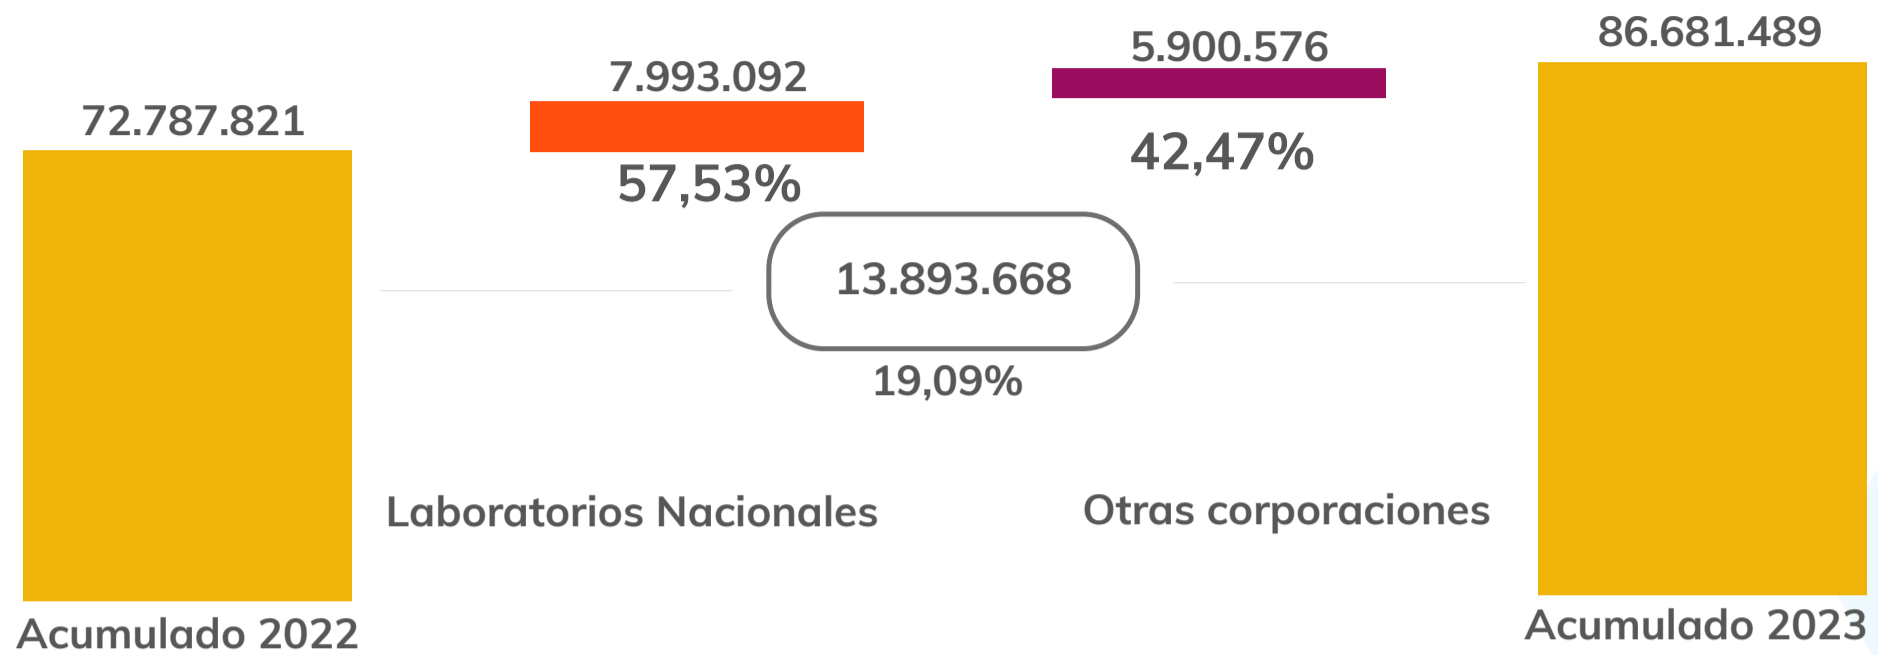 72.787.821
7.993.092
57,53%
5.900.576
42,47%
86.681.489
13.893.668
19,09%
Laboratorios Nacionales
Otras corporaciones
Acumulado 2022
Acumulado 2023